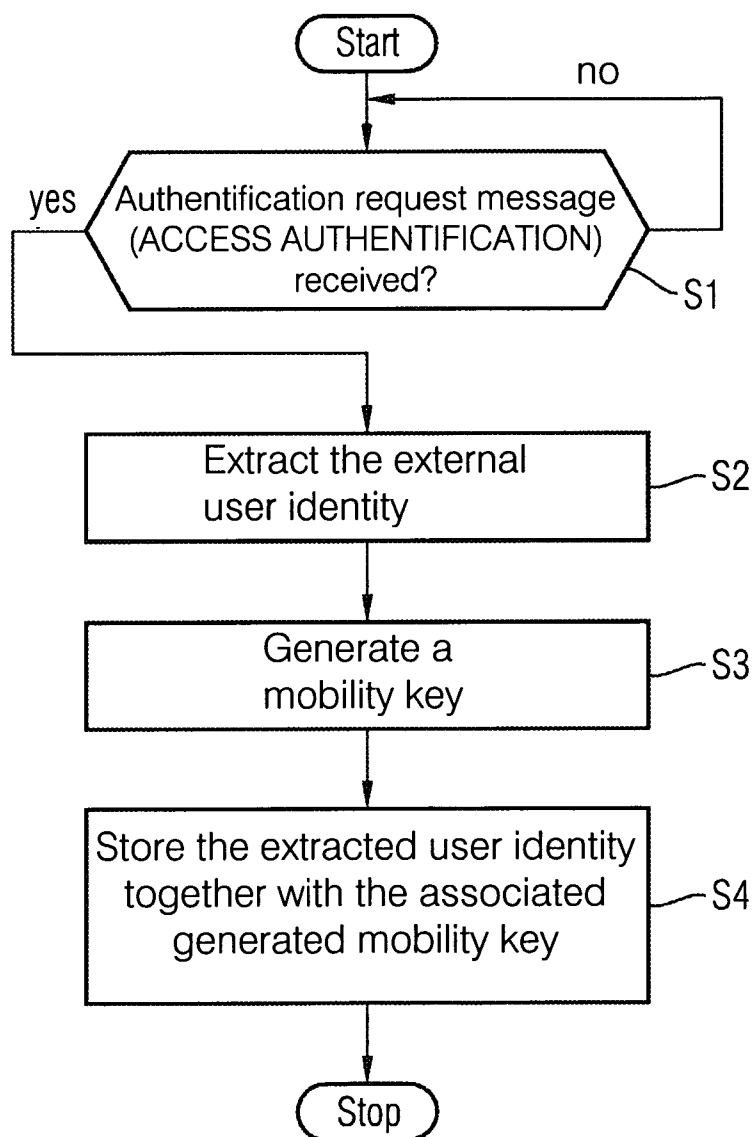 Start
no
yes
Authentification request message
(ACCESS AUTHENTIFICATION)
received?
S1
Extract the external
user identity
S2
Generate a
mobility key
S3
Store the extracted user identity
together with the associated
generated mobility key
S4
Stop